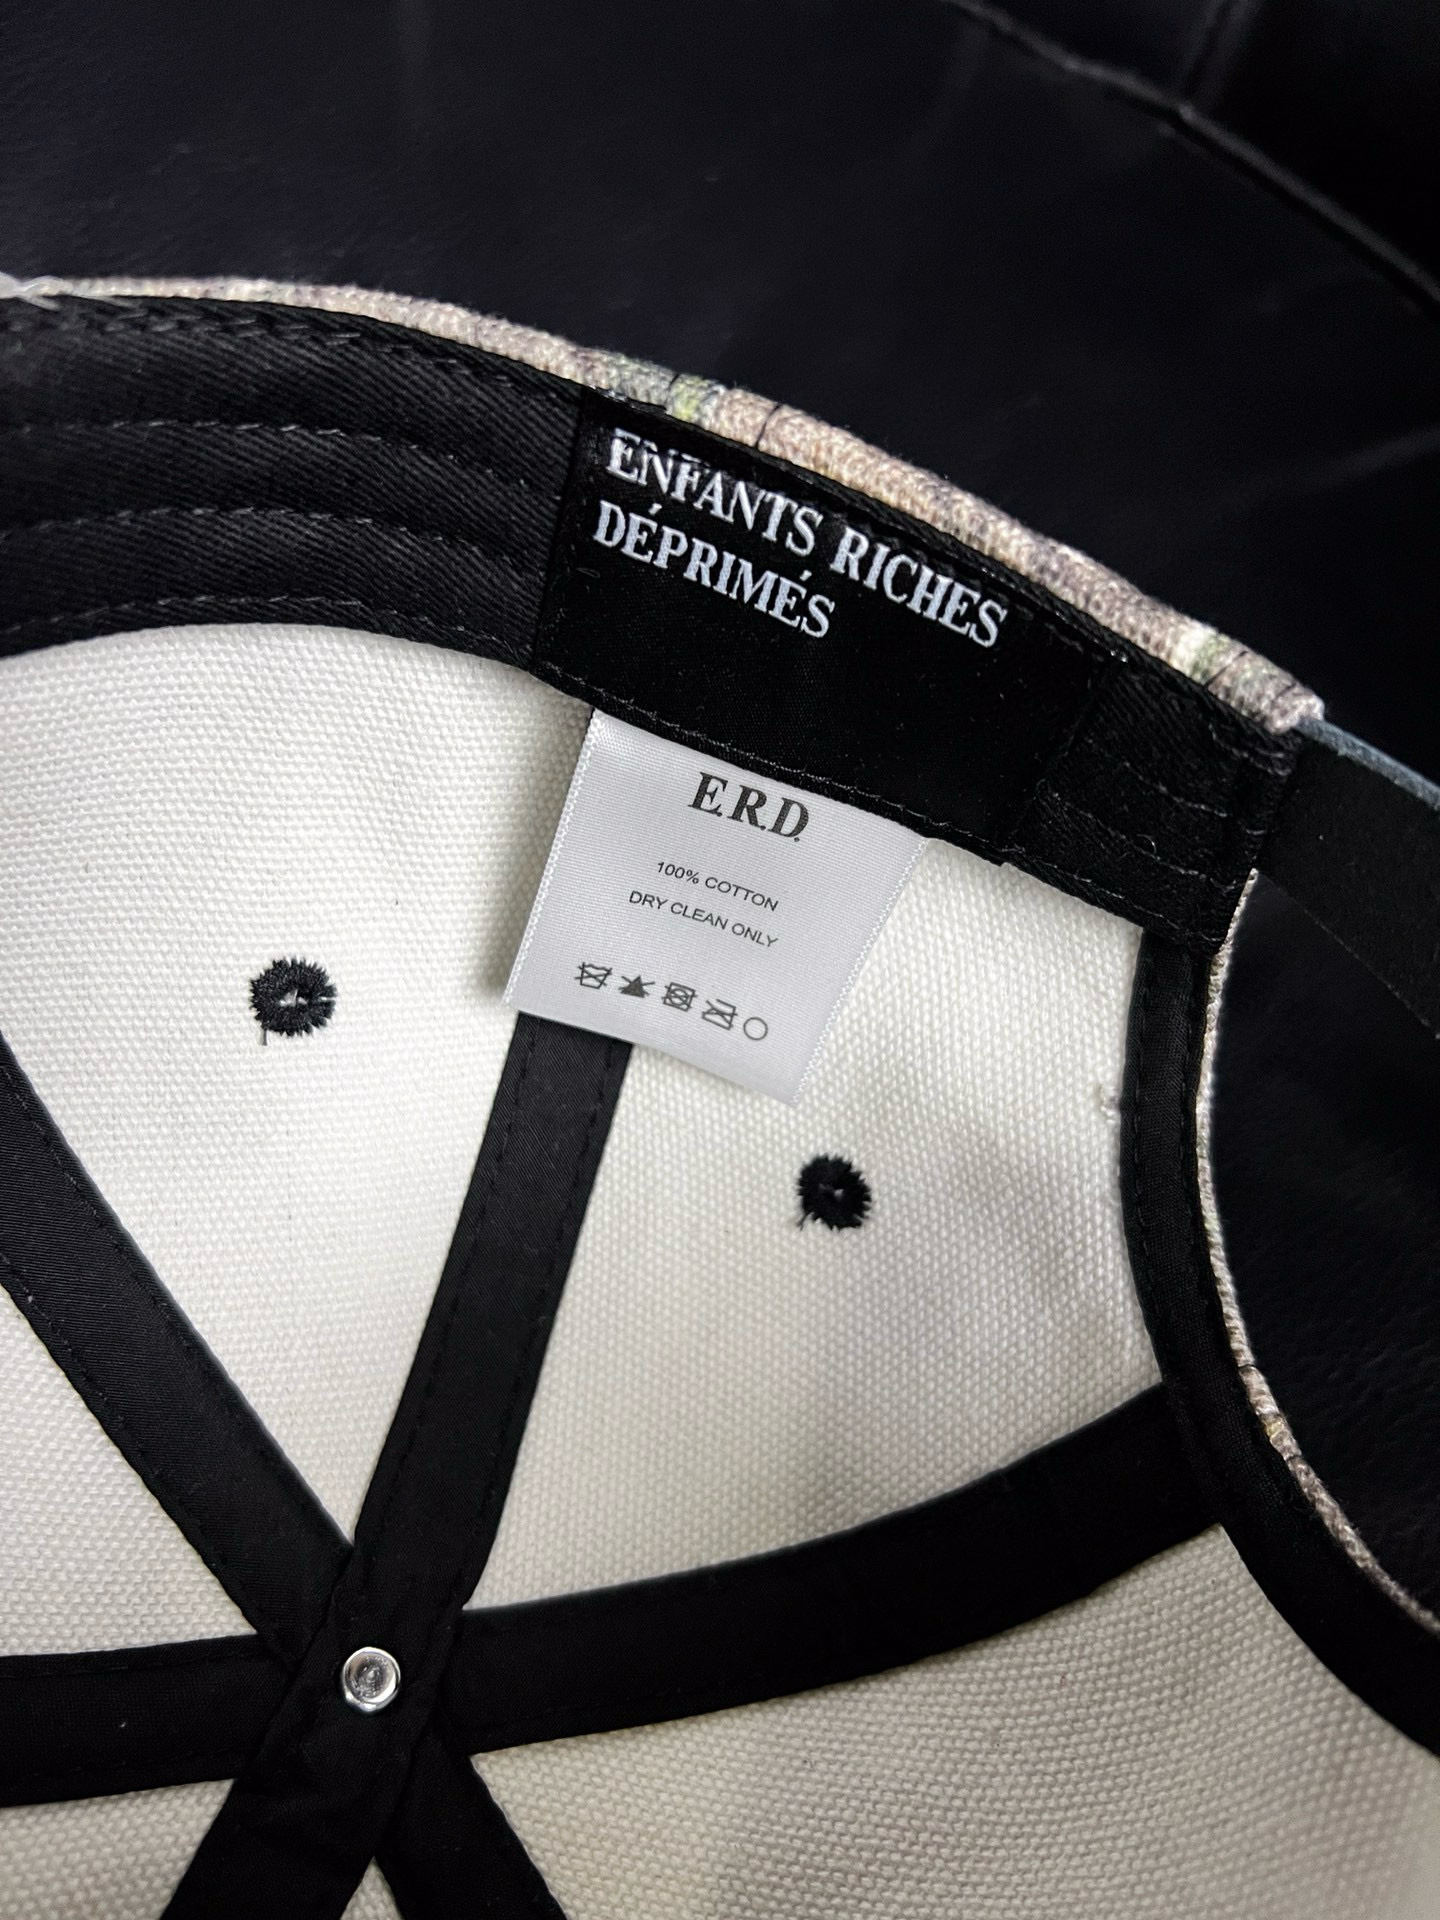 ENFANTS RICHES
DÉPRIMÉS
E.R.D.
100% COTTON
DRY CLEAN ONLY